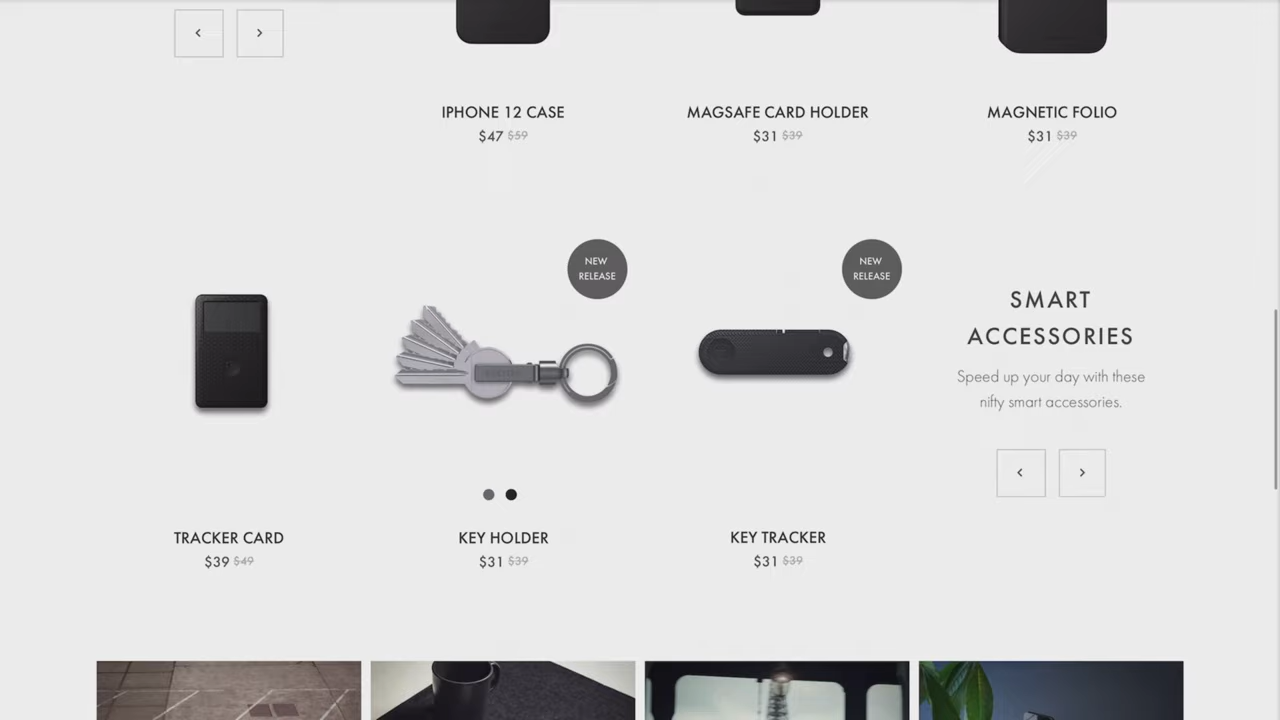 IPHONE 12 CASE
$47 $59
MAGSAFE CARD HOLDER
$31 $39
MAGNETIC FOLIO
$31 $39
NEW
RELEASE
NEW
RELEASE
SMART
ACCESSORIES
Speed up your day with these
nifty smart accessories.
TRACKER CARD
$39 $49
KEY HOLDER
$31 $39
KEY TRACKER
$31 $39